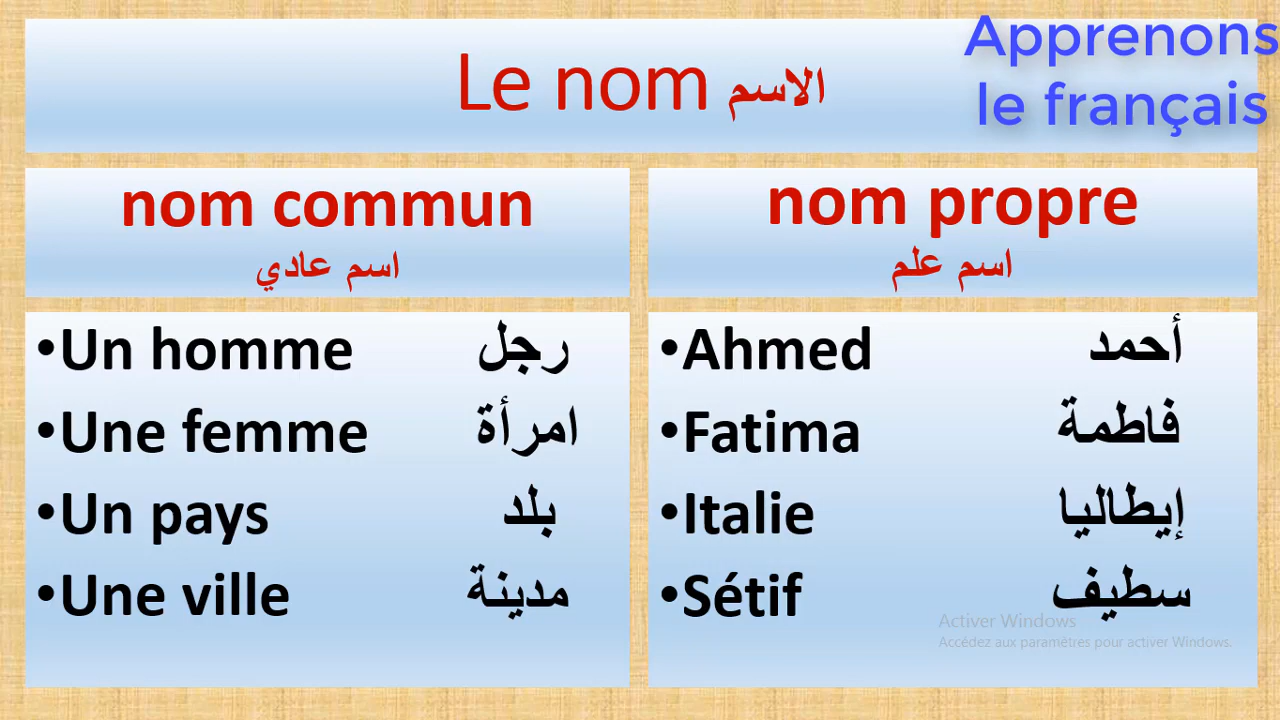 Apprenons
le français
Le nom الاسم
nom commun
اسم عادي
nom propre
اسم علم
•Un homme رجل
•Une femme امرأة
•Un pays بلد
•Une ville مدينة
•Ahmed أحمد
•Fatima فاطمة
•Italie إيطاليا
•Sétif سطيف
Activer Windows
Accédez aux paramètres pour activer Windows.